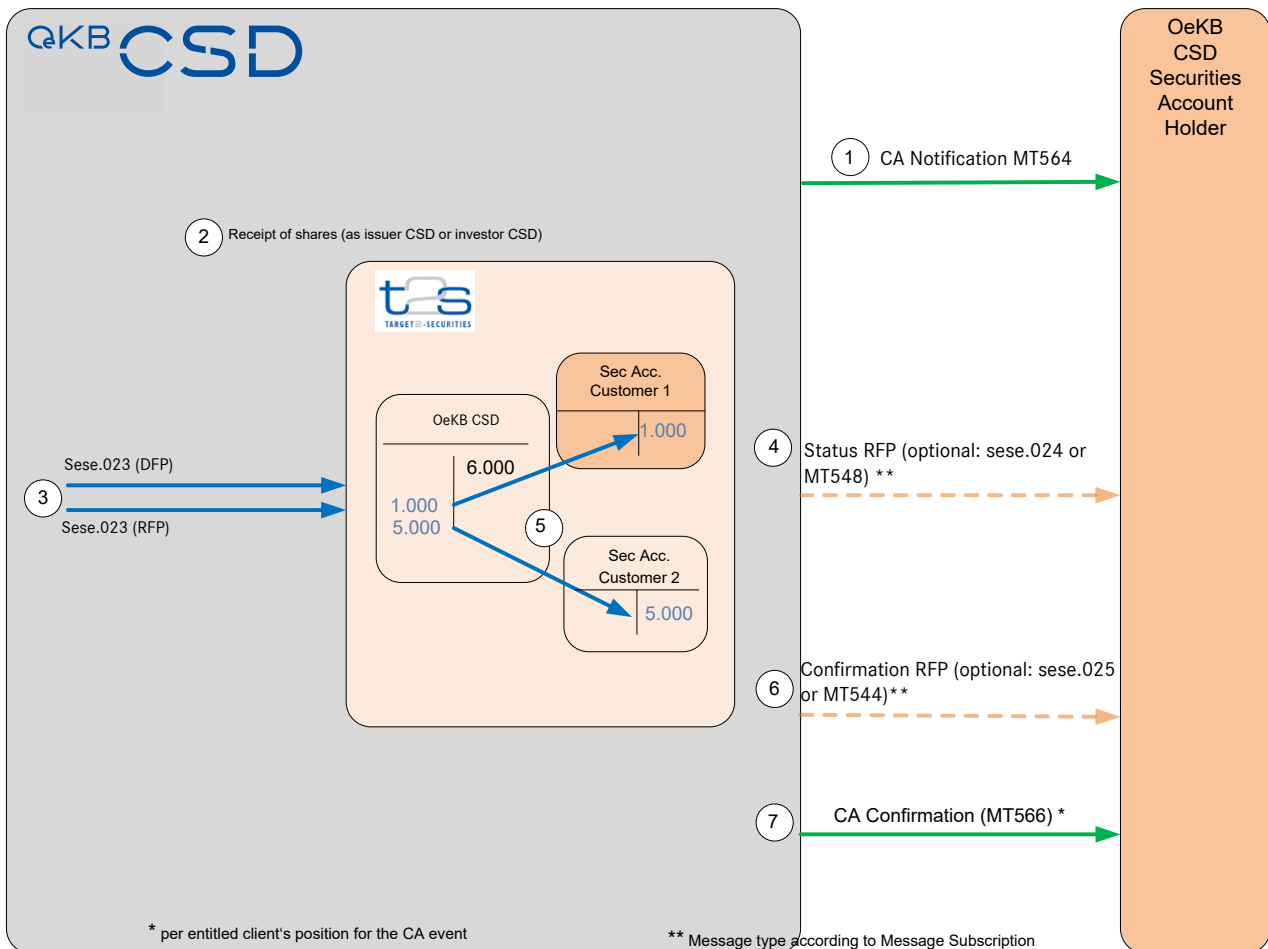 OeKB CSD
OeKB
CSD
Securities
Account
Holder
1 CA Notification MT564
2 Receipt of shares (as issuer CSD or investor CSD)
t2s
TARGET2-SECURITIES
Sec Acc.
Customer 1
1.000
OeKB CSD
6.000
1.000
5.000
Sese.023 (DFP)
3
Sese.023 (RFP)
4 Status RFP (optional: sese.024 or
MT548) **
5
Sec Acc.
Customer 2
5.000
6 Confirmation RFP (optional: sese.025
or MT544)**
7 CA Confirmation (MT566) *
* per entitled client's position for the CA event
** Message type according to Message Subscription